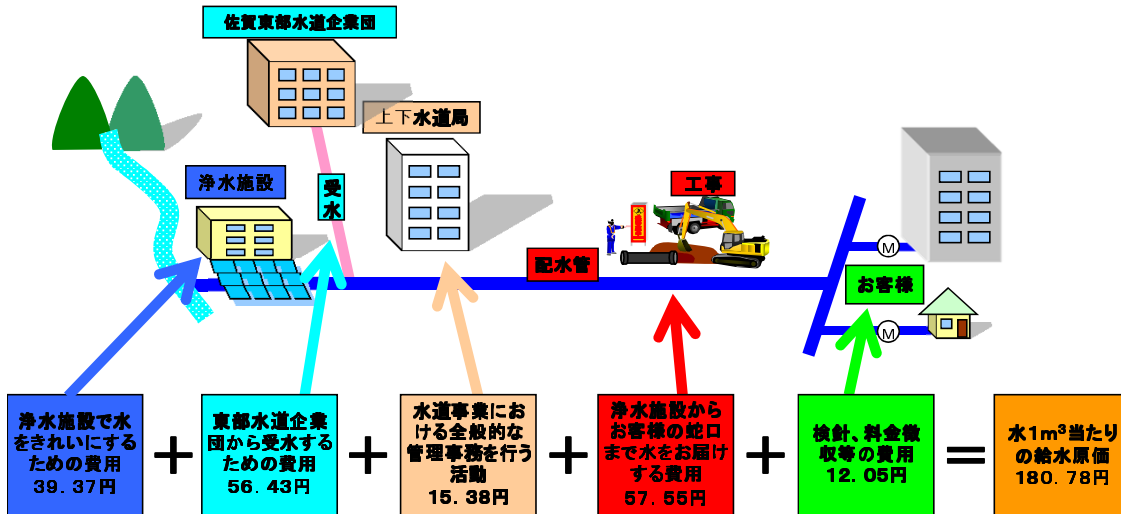 佐賀東部水道企業団
上下水道局
浄水施設
受
水
工事
配水管
お客様
M
M
浄水施設で水
をきれいにする
ための費用
39.37円
+
東部水道企業
団から受水する
ための費用
56.43円
+
水道事業にお
ける全般的な
管理事務を行う
活動
15.38円
+
浄水施設から
お客様の蛇口
まで水をお届け
する費用
57.55円
+
検針、料金徴
収等の費用
12.05円
=
水1m³当たり
の給水原価
180.78円